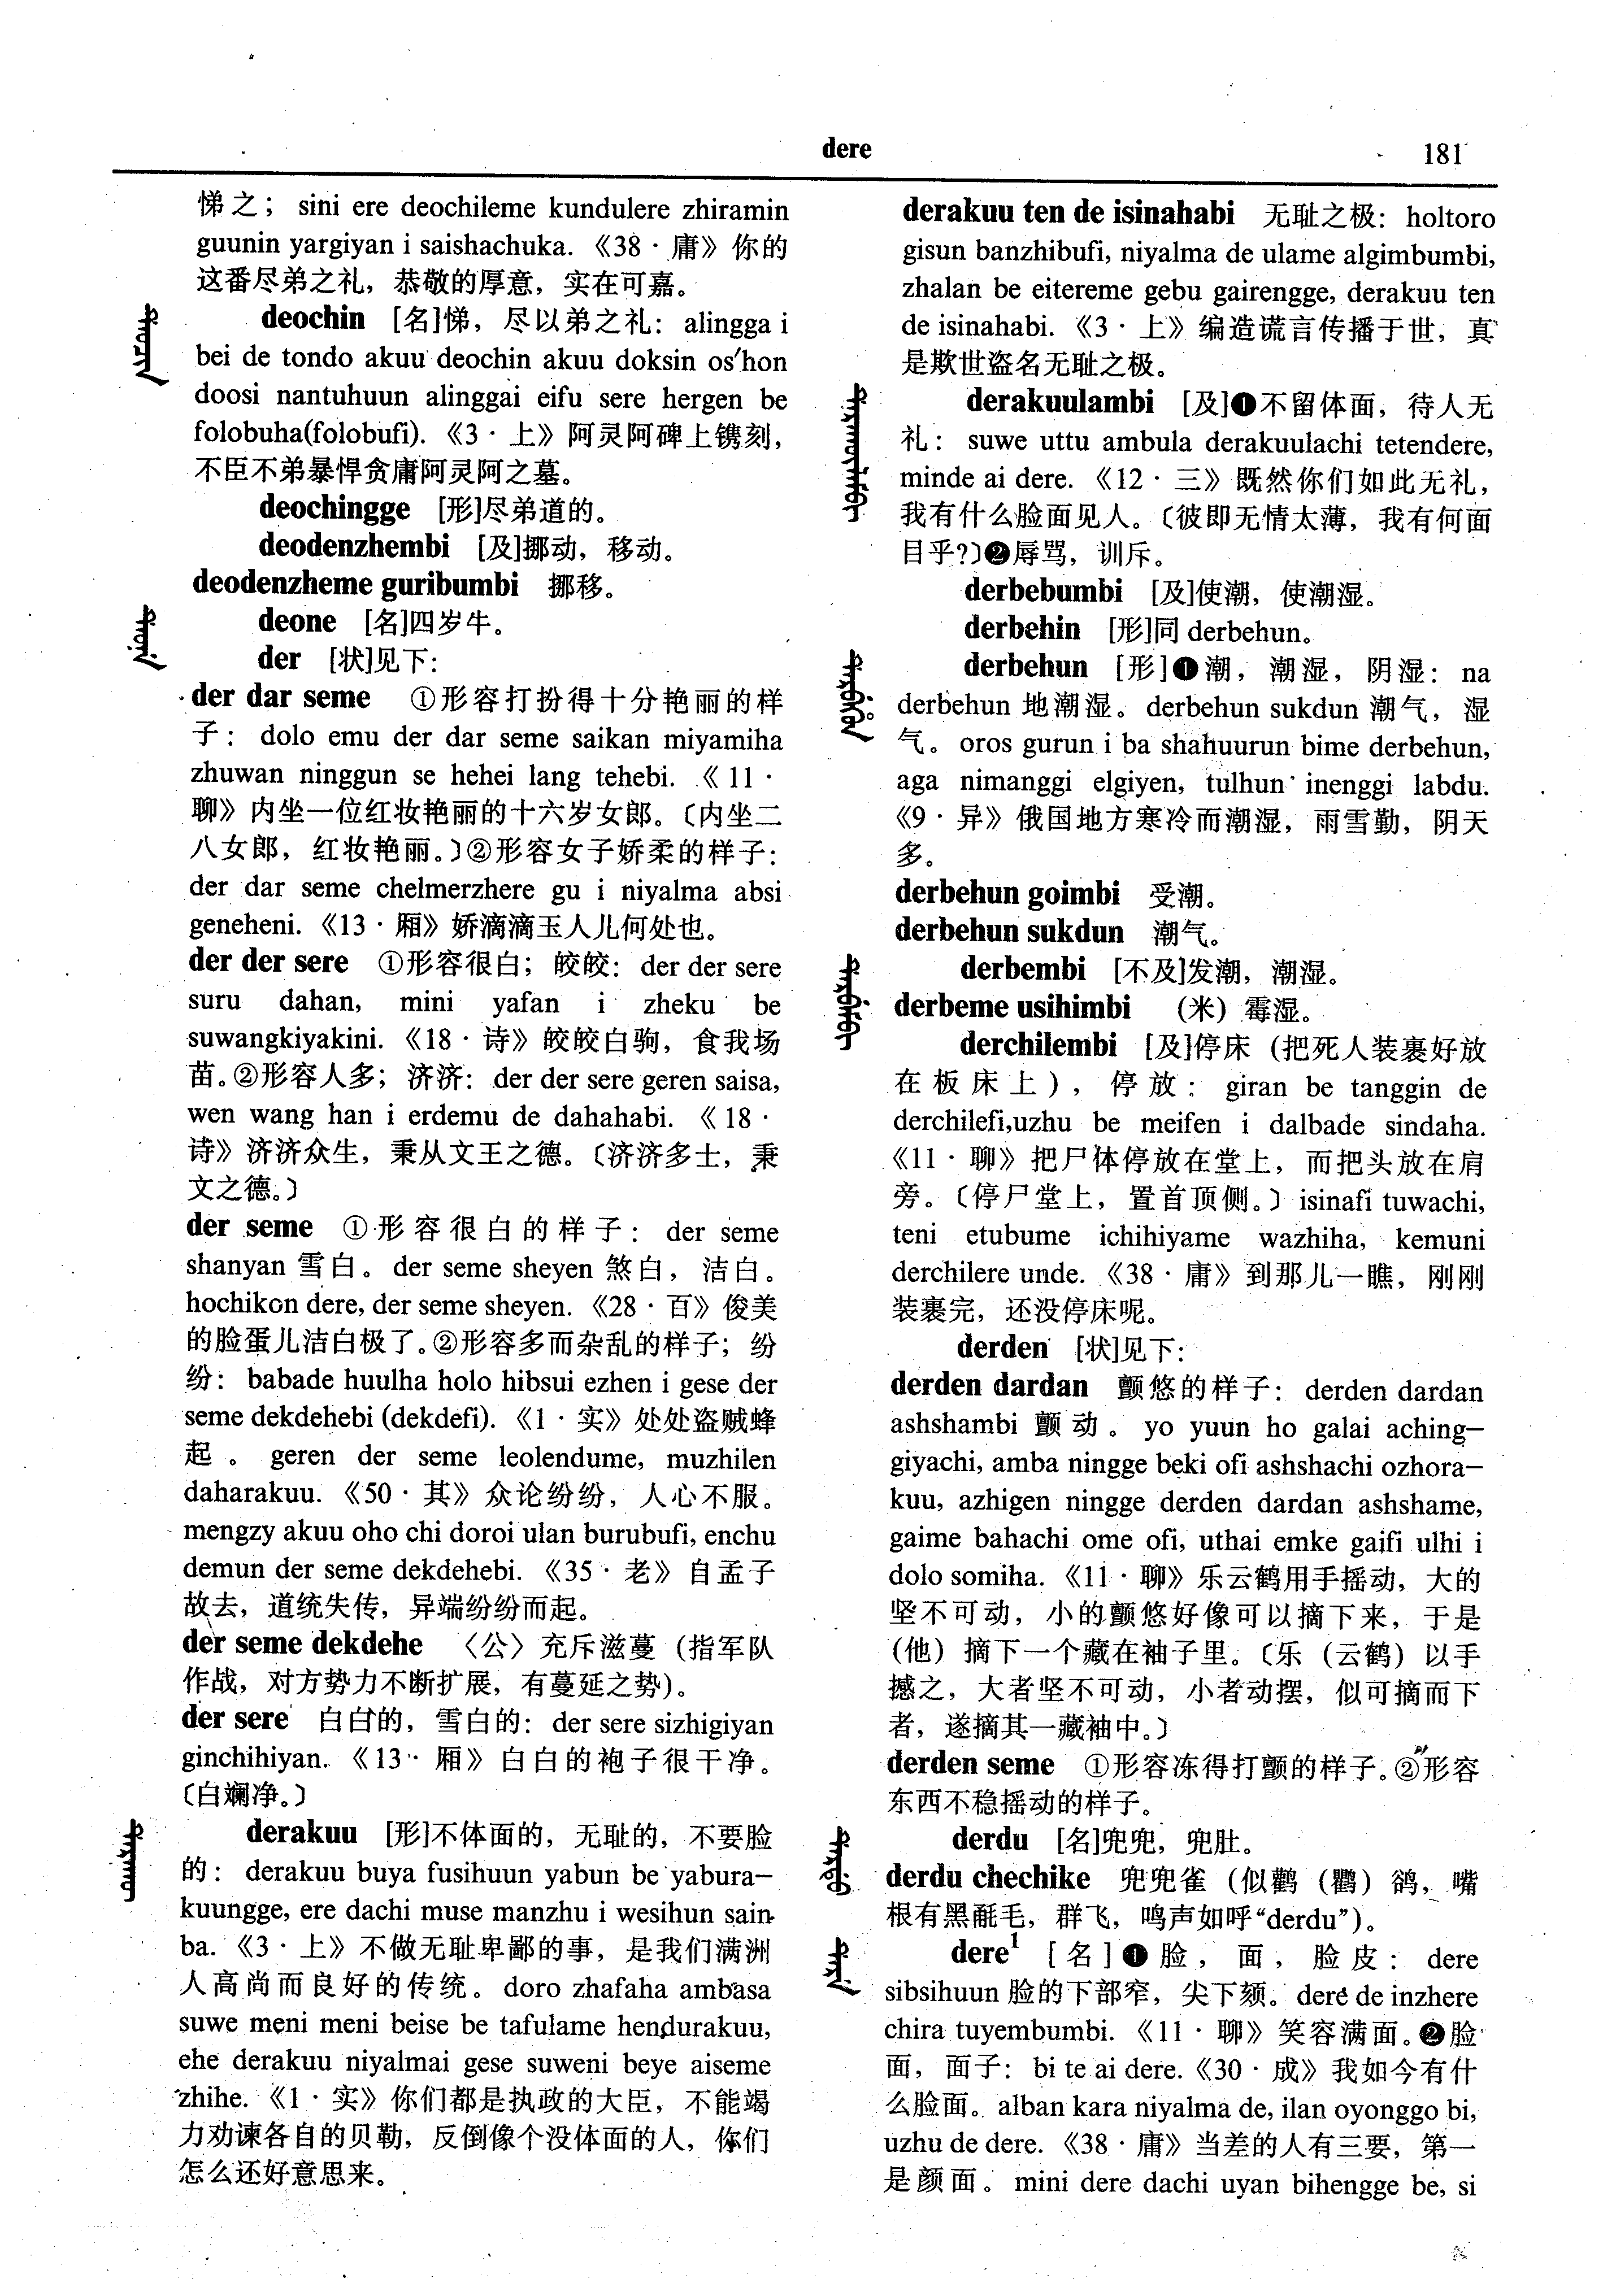 dere
181
悌之；sini ere deochileme kundulere zhiramin
guunin yargiyan i saishachuka.《38·庸》你的
这番尽弟之礼，恭敬的厚意，实在可嘉。
deochin [名]悌，尽以弟之礼：alingga i
bei de tondo akuu deochin akuu doksin os'hon
doosi nantuhuun alinggai eifu sere hergen be
folobuha(folobufi).《3·上》阿灵阿碑上镌刻，
不臣不弟暴悍贪庸阿灵阿之墓。
deochingge [形]尽弟道的。
deodenzhembi [及]挪动，移动。
deodenzheme guribumbi 挪移。
deone [名]四岁牛。
der [状]见下：
der dar seme ①形容打扮得十分艳丽的样
子：dolo emu der dar seme saikan miyamiha
zhuwan ninggun se hehei lang tehebi.《11·
聊》内坐一位红妆艳丽的十六岁女郎。〔内坐二
八女郎，红妆艳丽。〕②形容女子娇柔的样子：
der dar seme chelmerzhere gu i niyalma absi
geneheni.《13·厢》娇滴滴玉人儿何处也。
der der sere ①形容很白；皎皎：der der sere
suru dahan, mini yafan i zheku be
suwangkiyakini.《18·诗》皎皎白驹，食我场
苗。②形容人多；济济：der der sere geren saisa,
wen wang han i erdemu de dahahabi.《18·
诗》济济众生，秉从文王之德。〔济济多士，秉
文之德。〕
der seme ①形容很白的样子：der seme
shanyan 雪白。der seme sheyen 煞白，洁白。
hochikon dere, der seme sheyen.《28·百》俊美
的脸蛋儿洁白极了。②形容多而杂乱的样子；纷
纷：babade huulha holo hibsui ezhen i gese der
seme dekdehebi (dekdefi).《1·实》处处盗贼蜂
起。geren der seme leolendume, muzhilen
daharakuu.《50·其》众论纷纷，人心不服。
mengzy akuu oho chi doroi ulan burubufi, enchu
demun der seme dekdehebi.《35·老》自孟子
故去，道统失传，异端纷纷而起。
der seme dekdehe 〈公〉充斥滋蔓（指军队
作战，对方势力不断扩展，有蔓延之势）。
der sere 白白的，雪白的：der sere sizhigiyan
ginchihiyan.《13·厢》白白的袍子很干净。
〔白斓净。〕
derakuu [形]不体面的，无耻的，不要脸
的：derakuu buya fusihuun yabun be yabura-
kuungge, ere dachi muse manzhu i wesihun sain
ba.《3·上》不做无耻卑鄙的事，是我们满洲
人高尚而良好的传统。doro zhafaha ambasa
suwe meni meni beise be tafulame hendurakuu,
ehe derakuu niyalmai gese suweni beye aiseme
zhihe.《1·实》你们都是执政的大臣，不能竭
力劝谏各自的贝勒，反倒像个没体面的人，你们
怎么还好意思来。
derakuu ten de isinahabi 无耻之极：holtoro
gisun banzhibufi, niyalma de ulame algimbumbi,
zhalan be eitereme gebu gairengge, derakuu ten
de isinahabi.《3·上》编造谎言传播于世，真
是欺世盗名无耻之极。
derakuulambi [及]❶不留体面，待人无
礼：suwe uttu ambula derakuulachi tetendere,
minde ai dere.《12·三》既然你们如此无礼，
我有什么脸面见人。〔彼即无情太薄，我有何面
目乎?〕❷辱骂，训斥。
derbebumbi [及]使潮，使潮湿。
derbehin [形]同 derbehun。
derbehun [形]❶潮，潮湿，阴湿：na
derbehun 地潮湿。derbehun sukdun 潮气，湿
气。oros gurun i ba shahuurun bime derbehun,
aga nimanggi elgiyen, tulhun inenggi labdu.
《9·异》俄国地方寒冷而潮湿，雨雪勤，阴天
多。
derbehun goimbi 受潮。
derbehun sukdun 潮气。
derbembi [不及]发潮，潮湿。
derbeme usihimbi （米）霉湿。
derchilembi [及]停床（把死人装裹好放
在板床上），停放：giran be tanggin de
derchilefi,uzhu be meifen i dalbade sindaha.
《11·聊》把尸体停放在堂上，而把头放在肩
旁。〔停尸堂上，置首顶侧。〕isinafi tuwachi,
teni etubume ichihiyame wazhiha, kemuni
derchilere unde.《38·庸》到那儿一瞧，刚刚
装裹完，还没停床呢。
derden [状]见下：
derden dardan 颤悠的样子：derden dardan
ashshambi 颤动。yo yuun ho galai aching-
giyachi, amba ningge beki ofi ashshachi ozhora-
kuu, azhigen ningge derden dardan ashshame,
gaime bahachi ome ofi, uthai emke gaifi ulhi i
dolo somiha.《11·聊》乐云鹤用手摇动，大的
坚不可动，小的颤悠好像可以摘下来，于是
（他）摘下一个藏在袖子里。〔乐（云鹤）以手
撼之，大者坚不可动，小者动摆，似可摘而下
者，遂摘其一藏袖中。〕
derden seme ①形容冻得打颤的样子。②形容
东西不稳摇动的样子。
derdu [名]兜兜，兜肚。
derdu chechike 兜兜雀（似鹳（鸜）鹆，嘴
根有黑毵毛，群飞，鸣声如呼“derdu”）。
dere¹ [名]❶脸，面，脸皮：dere
sibsihuun 脸的下部窄，尖下颏。dere de inzhere
chira tuyembumbi.《11·聊》笑容满面。❷脸
面，面子：bi te ai dere.《30·成》我如今有什
么脸面。alban kara niyalma de, ilan oyonggo bi,
uzhu de dere.《38·庸》当差的人有三要，第一
是颜面。mini dere dachi uyan bihengge be, si